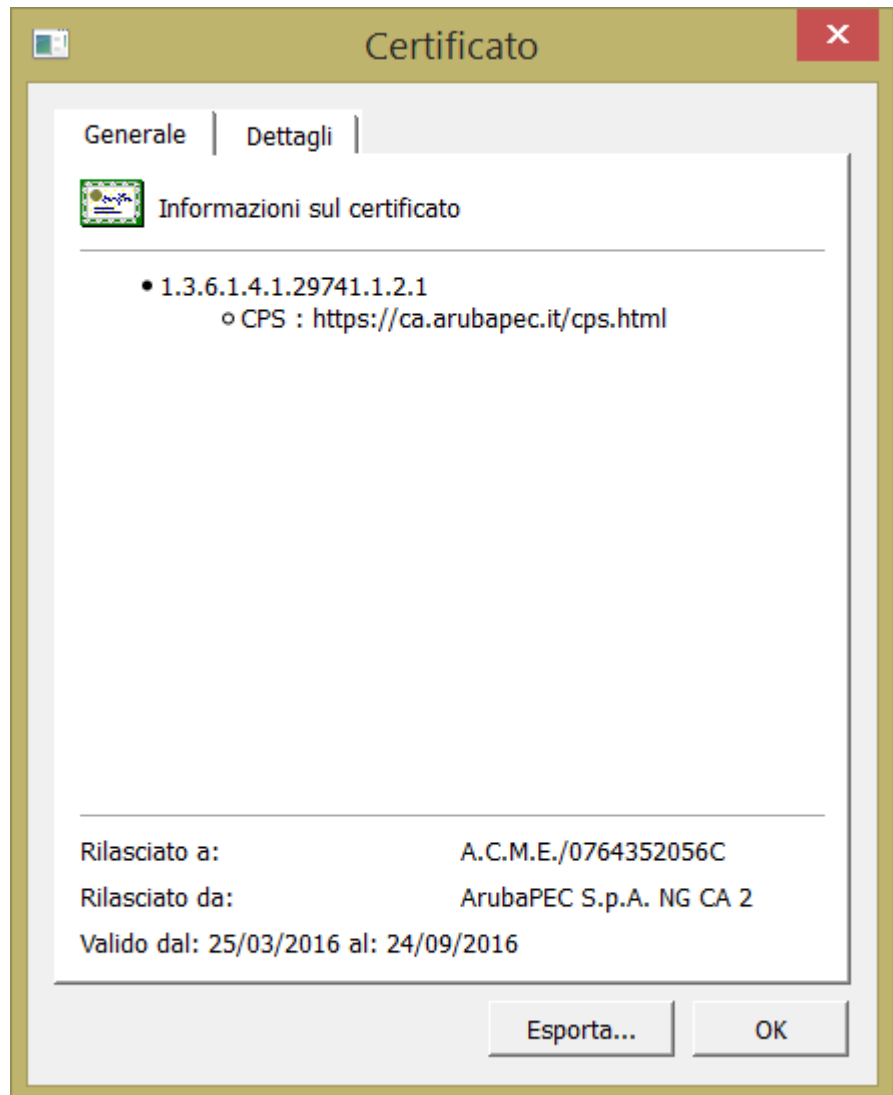 Certificato
Generale Dettagli
Informazioni sul certificato
1.3.6.1.4.1.29741.1.2.1
CPS : https://ca.arubapec.it/cps.html
Rilasciato a: A.C.M.E./0764352056C
Rilasciato da: ArubaPEC S.p.A. NG CA 2
Valido dal: 25/03/2016 al: 24/09/2016
Esporta... OK